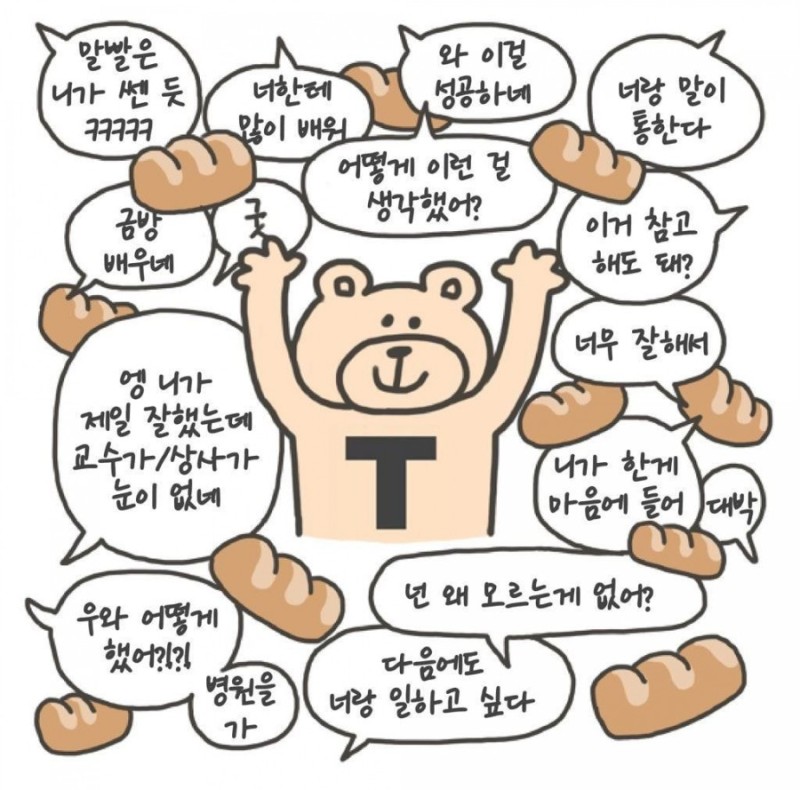 말빨은
니가 쎈 듯
ㅋㅋㅋㅋㅋ
너한테
많이 배워
와 이걸
성공하네
너랑 말이
통한다
어떻게 이런 걸
생각했어?
금방
배우네
굿
이거 참고
해도 돼?
너무 잘해서
엥 니가
제일 잘했는데
교수가/상사가
눈이 없네
T
니가 한게
마음에 들어
대박
넌 왜 모르는게 없어?
우와 어떻게
했어?!?!
병원을
가
다음에도
너랑 일하고 싶다